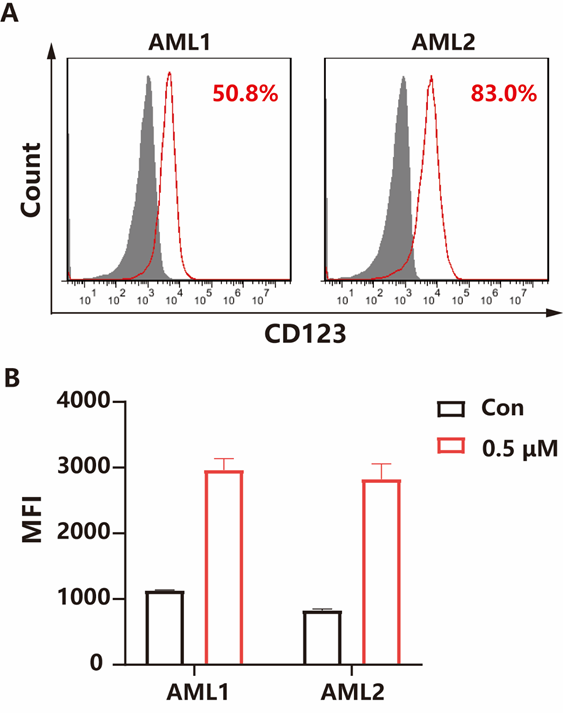 A
AML1
AML2
50.8%
83.0%
Count
10¹ 10² 10³ 10⁴ 10⁵ 10⁶ 10⁷
10¹ 10² 10³ 10⁴ 10⁵ 10⁶ 10⁷
CD123
B
4000
3000
2000
1000
0
MFI
Con
0.5 μM
AML1
AML2